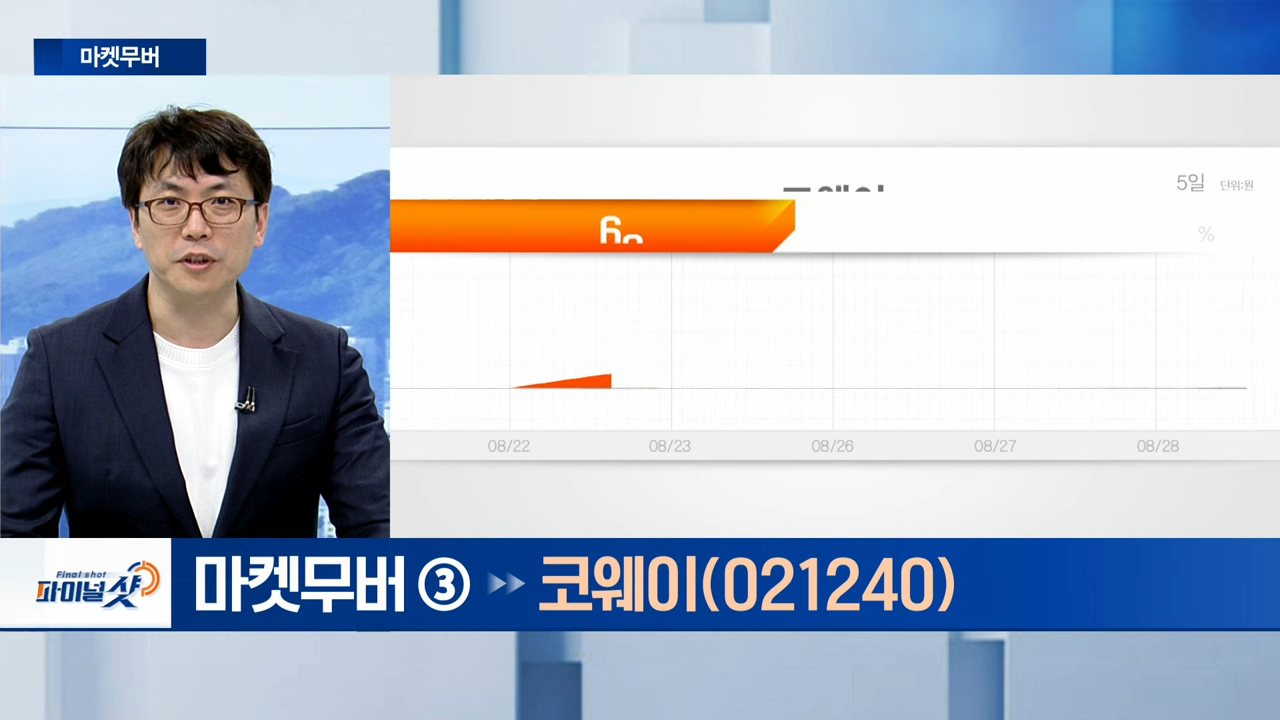 마켓무버
5일 단위:원
%
08/22 08/23 08/26 08/27 08/28
Final shot
파이널샷
마켓무버 ③ 코웨이(021240)